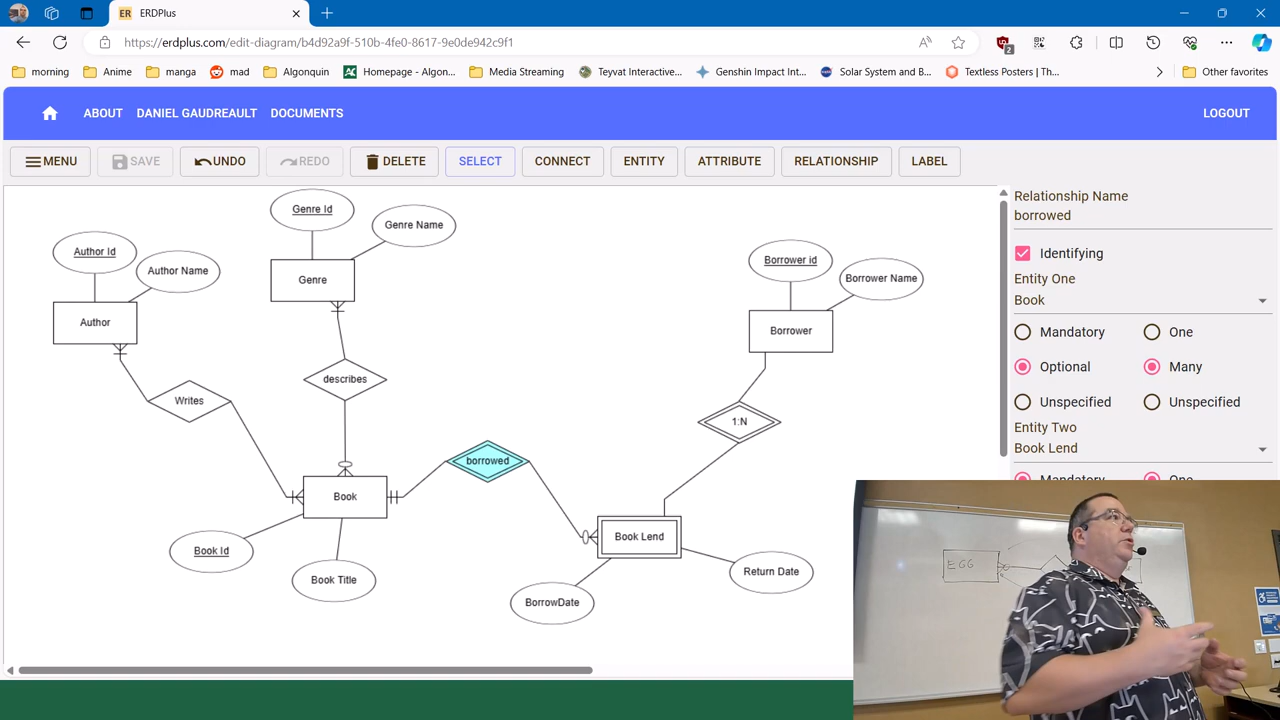 ER ERDPlus
https://erdplus.com/edit-diagram/b4d92a9f-510b-4fe0-8617-9e0de942c9f1
2
morning Anime manga mad Algonquin Homepage - Algon... Media Streaming Teyvat Interactive... Genshin Impact Int... Solar System and B... Textless Posters | Th... Other favorites
ABOUT DANIEL GAUDREAULT DOCUMENTS LOGOUT
MENU SAVE UNDO REDO DELETE SELECT CONNECT ENTITY ATTRIBUTE RELATIONSHIP LABEL
Genre Id
Genre Name
Author Id
Author Name
Genre
Author
describes
Writes
Borrower id
Borrower Name
Borrower
1:N
borrowed
Book
Book Lend
Book Id
Book Title
BorrowDate
Return Date
Relationship Name
borrowed
Identifying
Entity One
Book
Mandatory One
Optional Many
Unspecified Unspecified
Entity Two
Book Lend
Mandatory One
EGG